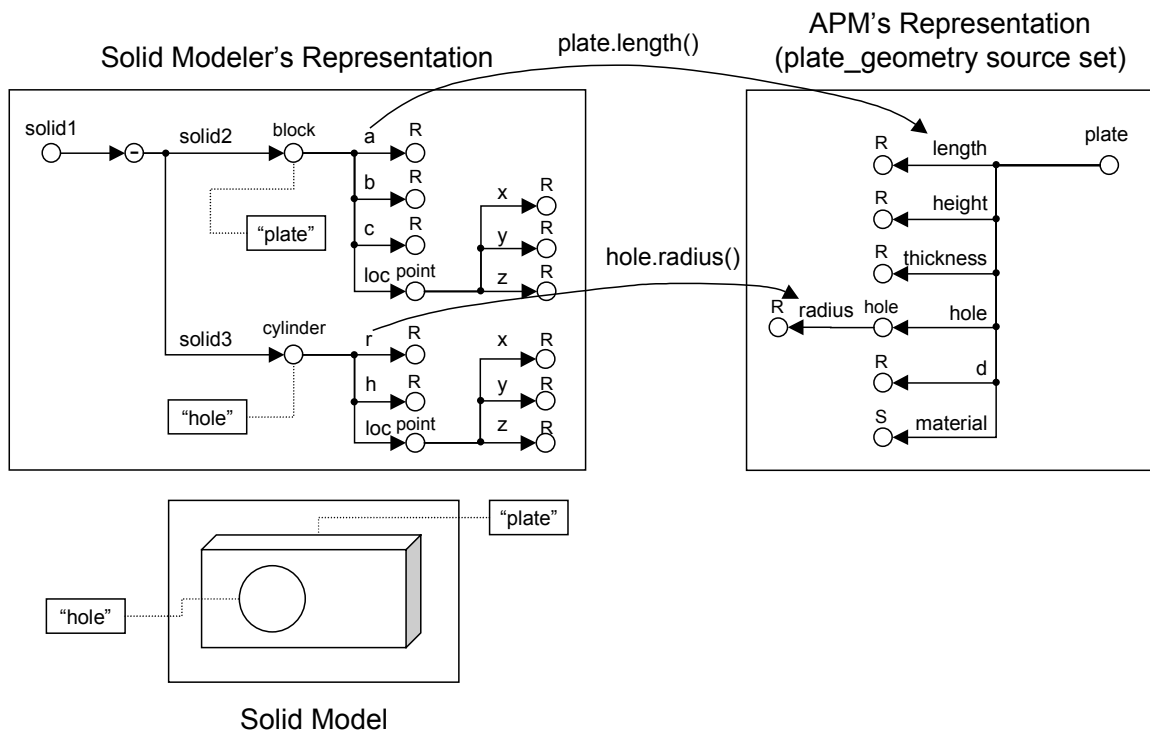 APM's Representation
(plate_geometry source set)
plate.length()
Solid Modeler's Representation
solid1
-
solid2
block
a
R
b
R
c
R
loc
point
x
R
y
R
z
R
"plate"
solid3
cylinder
r
R
h
R
loc
point
x
R
y
R
z
R
"hole"
hole.radius()
plate
R
length
R
height
R
thickness
R
radius
hole
hole
R
d
S
material
"plate"
"hole"
Solid Model